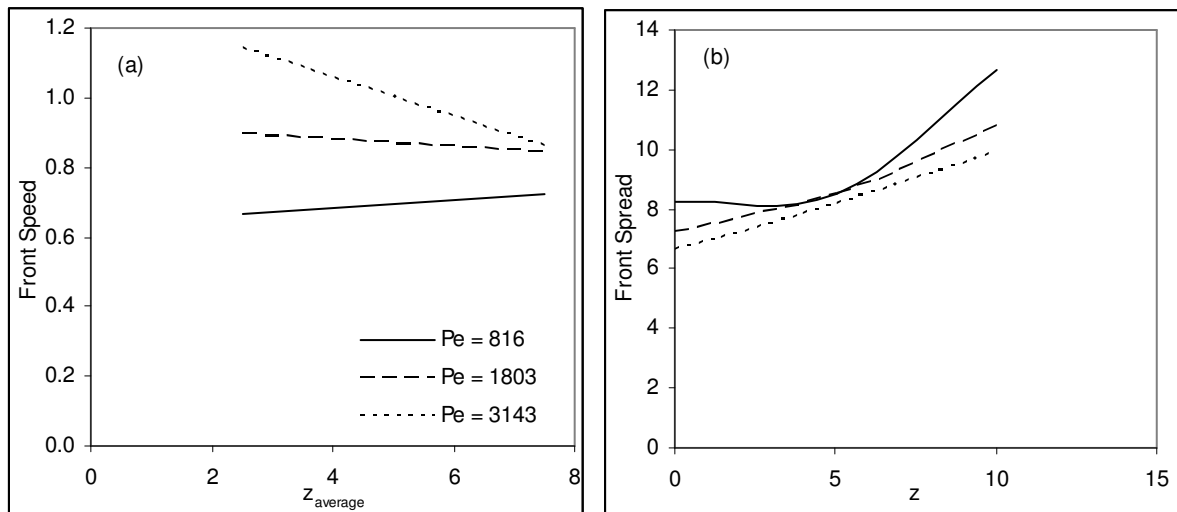 (a)
Front Speed
1.2
1.0
0.8
0.6
0.4
0.2
0.0
Pe = 816
Pe = 1803
Pe = 3143
0 2 4 6 8
z average
(b)
Front Spread
14
12
10
8
6
4
2
0
0 5 10 15
z